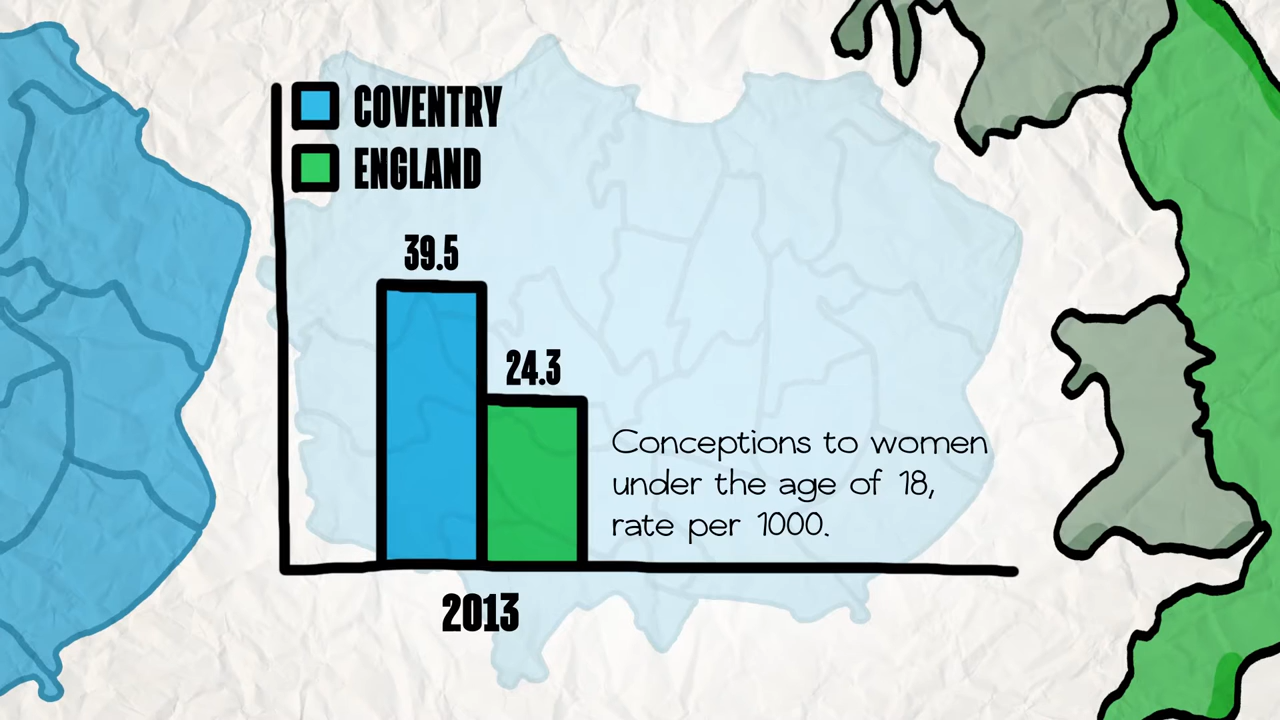 COVENTRY
ENGLAND
39.5
24.3
Conceptions to women
under the age of 18,
rate per 1000.
2013